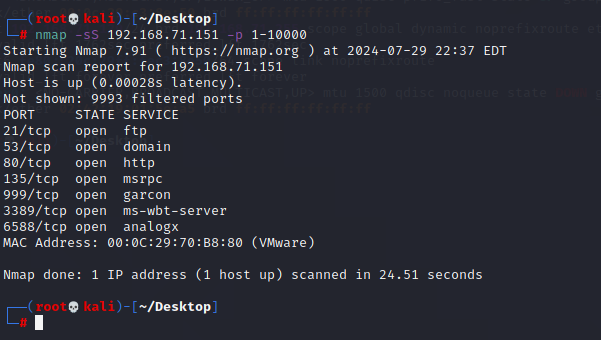 (root💀kali)-[~/Desktop]
# nmap -sS 192.168.71.151 -p 1-10000
Starting Nmap 7.91 ( https://nmap.org ) at 2024-07-29 22:37 EDT
Nmap scan report for 192.168.71.151
Host is up (0.00028s latency).
Not shown: 9993 filtered ports
PORT STATE SERVICE
21/tcp open ftp
53/tcp open domain
80/tcp open http
135/tcp open msrpc
999/tcp open garcon
3389/tcp open ms-wbt-server
6588/tcp open analogx
MAC Address: 00:0C:29:70:B8:80 (VMware)
Nmap done: 1 IP address (1 host up) scanned in 24.51 seconds
(root💀kali)-[~/Desktop]
#